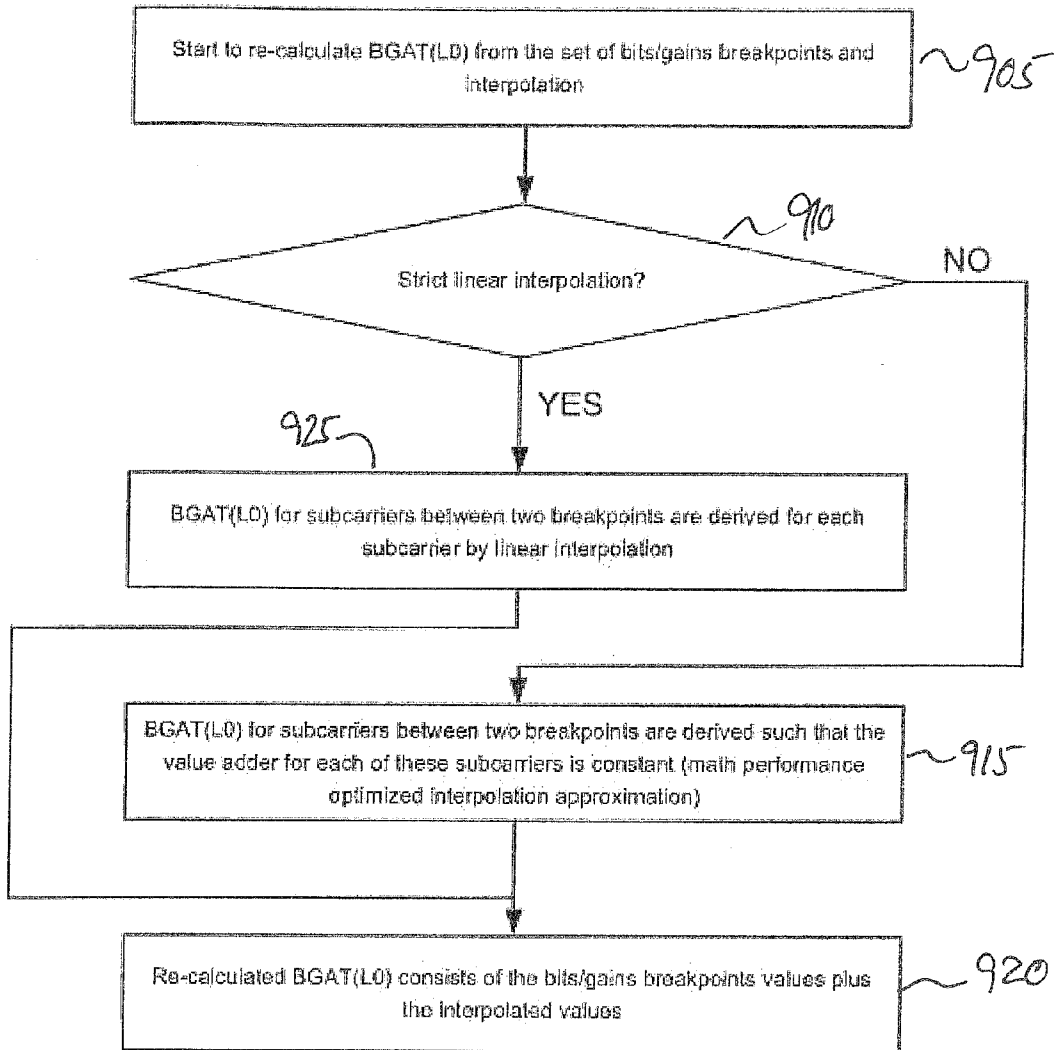 Start to re-calculate BGAT(L0) from the set of bits/gains breakpoints and
interpolation
905
910
Strict linear interpolation?
NO
YES
925
BGAT(L0) for subcarriers between two breakpoints are derived for each
subcarrier by linear interpolation
BGAT(L0) for subcarriers between two breakpoints are derived such that the
value adder for each of these subcarriers is constant (math performance
optimized interpolation approximation)
915
Re-calculated BGAT(L0) consists of the bits/gains breakpoints values plus
the interpolated values
920